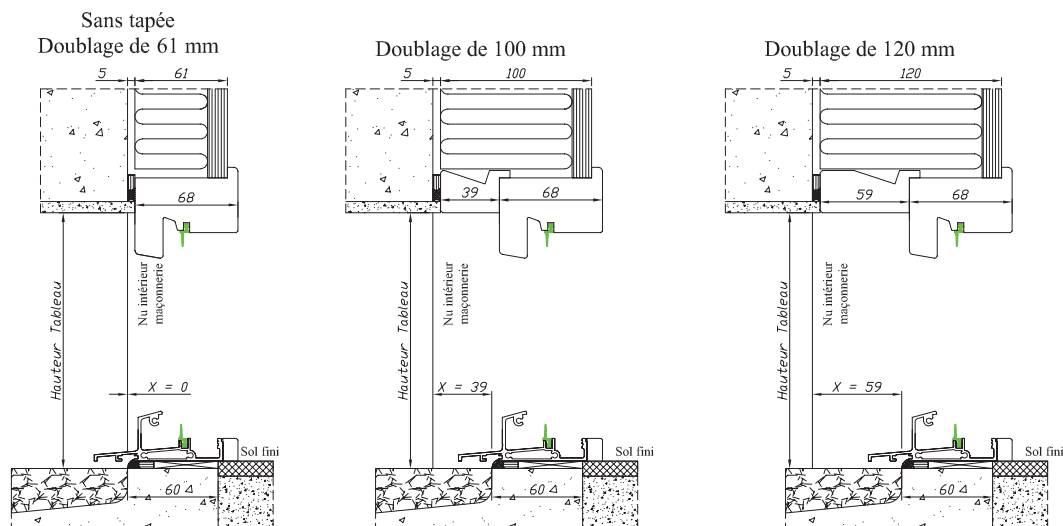 Sans tapée
Doublage de 61 mm
5
61
68
Hauteur Tableau
Nu intérieur
maçonnerie
X = 0
Sol fini
60
Doublage de 100 mm
5
100
39
68
Hauteur Tableau
Nu intérieur
maçonnerie
X = 39
Sol fini
60
Doublage de 120 mm
5
120
59
68
Hauteur Tableau
Nu intérieur
maçonnerie
X = 59
Sol fini
60